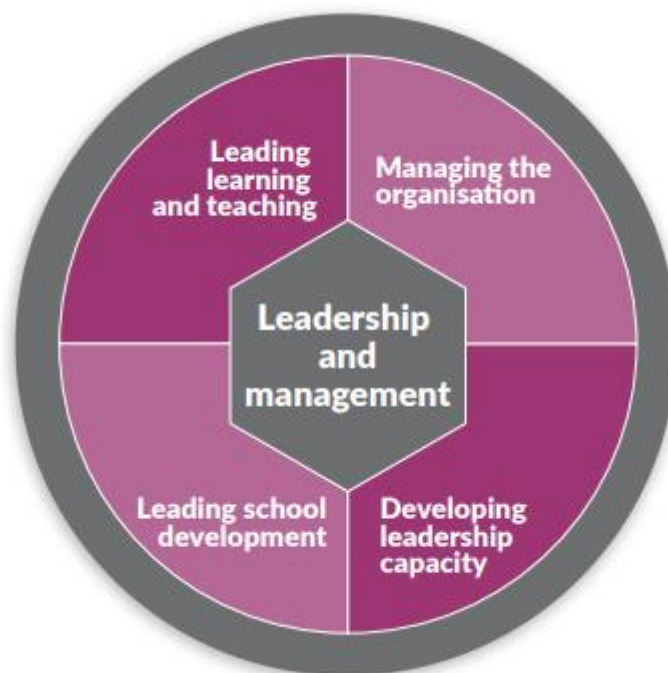 Leading
learning
and teaching
Managing the
organisation
Leadership
and
management
Leading school
development
Developing
leadership
capacity